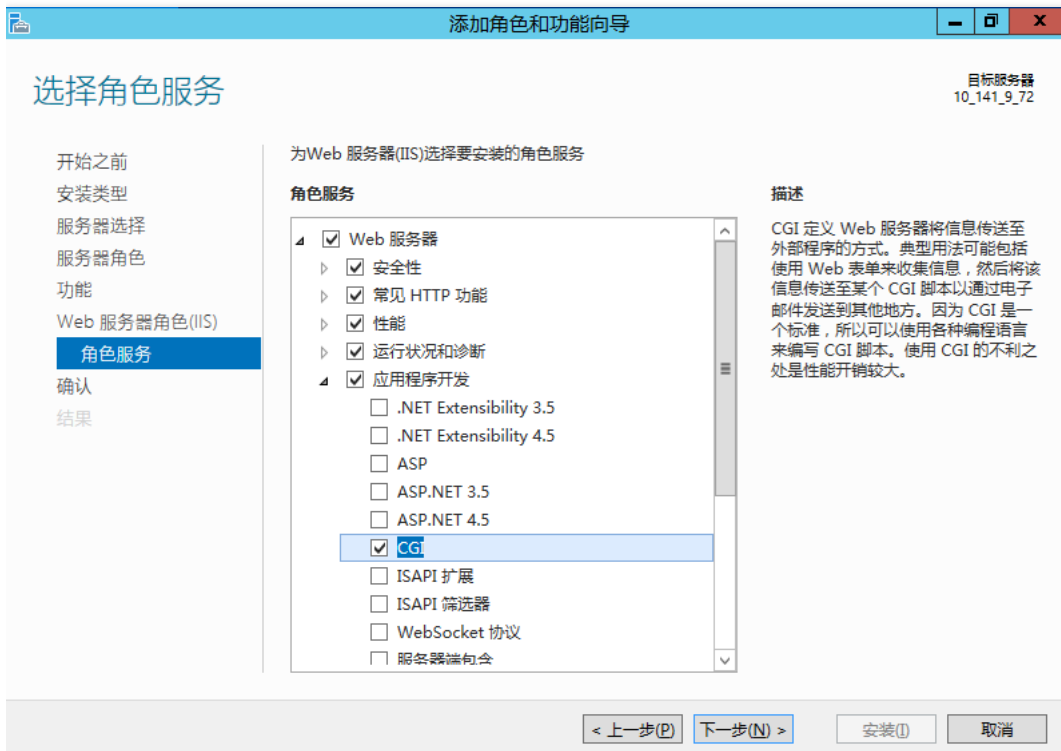 添加角色和功能向导
选择角色服务
目标服务器
10_141_9_72
开始之前
安装类型
服务器选择
服务器角色
功能
Web 服务器角色(IIS)
角色服务
确认
结果
为Web 服务器(IIS)选择要安装的角色服务
角色服务
Web 服务器
安全性
常见 HTTP 功能
性能
运行状况和诊断
应用程序开发
.NET Extensibility 3.5
.NET Extensibility 4.5
ASP
ASP.NET 3.5
ASP.NET 4.5
CGI
ISAPI 扩展
ISAPI 筛选器
WebSocket 协议
服务器端包含
描述
CGI 定义 Web 服务器将信息传送至
外部程序的方式。典型用法可能包括
使用 Web 表单来收集信息，然后将该
信息传送至某个 CGI 脚本以通过电子
邮件发送到其他地方。因为 CGI 是一
个标准，所以可以使用各种编程语言
来编写 CGI 脚本。使用 CGI 的不利之
处是性能开销较大。
< 上一步(P)
下一步(N) >
安装(I)
取消